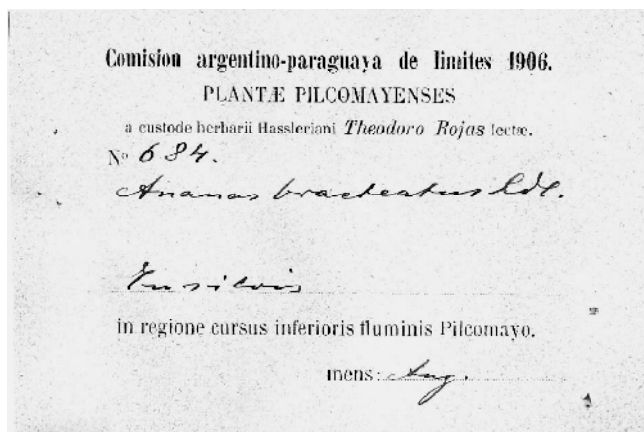 Comision argentino-paraguaya de limites 1906.
PLANTÆ PILCOMAYENSES
a custode herbarii Hassleriani Theodoro Rojas lectæ.
Nº 684.
Ananas bracteatus Ldl.
In silvis
in regione cursus inferioris fluminis Pilcomayo.
mens: Aug.